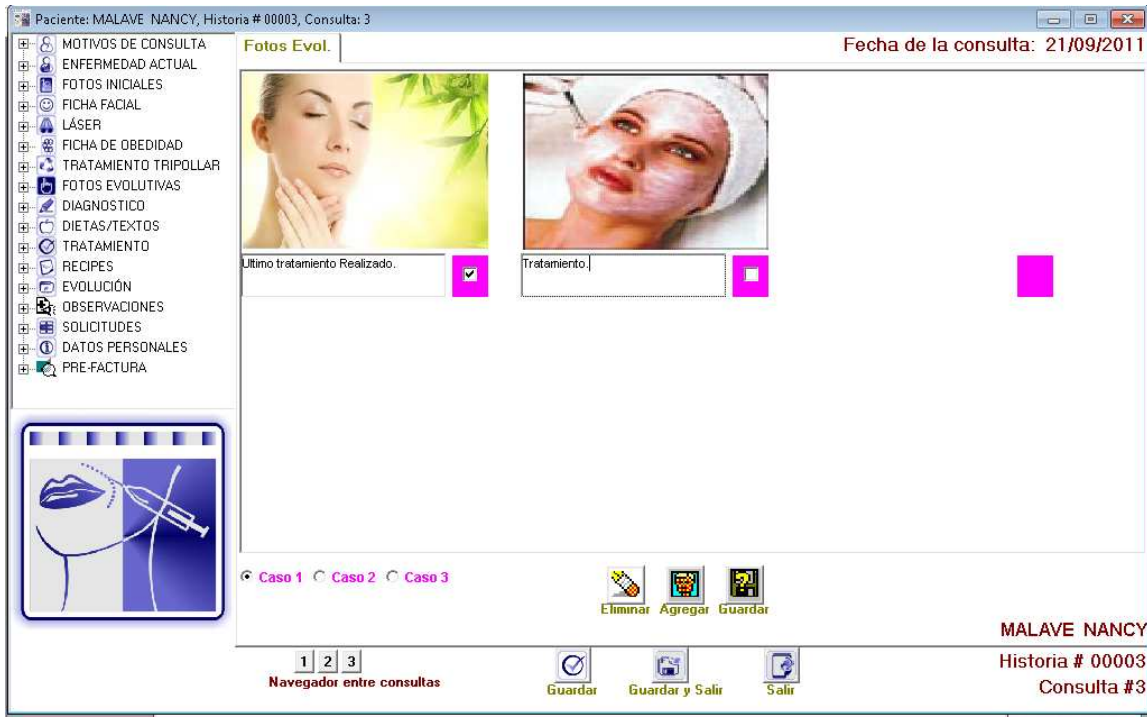 Paciente: MALAVE NANCY, Historia # 00003, Consulta: 3
MOTIVOS DE CONSULTA
ENFERMEDAD ACTUAL
FOTOS INICIALES
FICHA FACIAL
LÁSER
FICHA DE OBEDIDAD
TRATAMIENTO TRIPOLLAR
FOTOS EVOLUTIVAS
DIAGNOSTICO
DIETAS/TEXTOS
TRATAMIENTO
RECIPES
EVOLUCIÓN
OBSERVACIONES
SOLICITUDES
DATOS PERSONALES
PRE-FACTURA
Fotos Evol.
Fecha de la consulta: 21/09/2011
Ultimo tratamiento Realizado.
Tratamiento.
Caso 1 Caso 2 Caso 3
Eliminar Agregar Guardar
MALAVE NANCY
Historia # 00003
Consulta #3
1 2 3
Navegador entre consultas
Guardar Guardar y Salir Salir